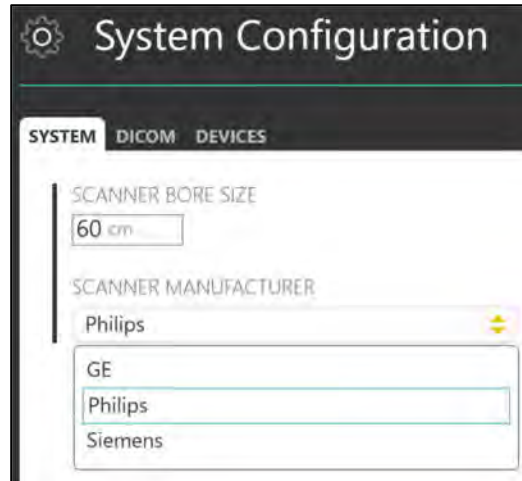 System Configuration
SYSTEM DICOM DEVICES
SCANNER BORE SIZE
60 cm
SCANNER MANUFACTURER
Philips
GE
Philips
Siemens